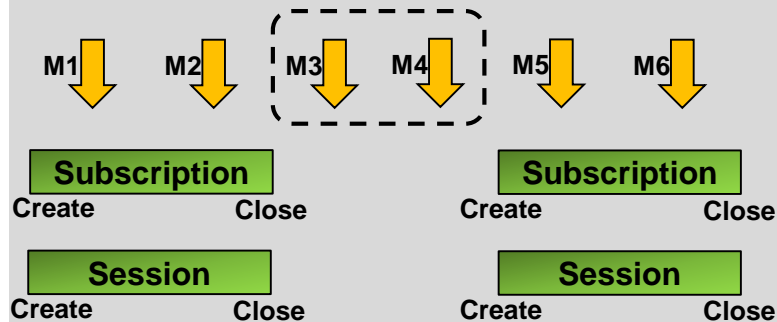 M1 M2 M3 M4 M5 M6
Subscription Subscription
Create Close Create Close
Session Session
Create Close Create Close